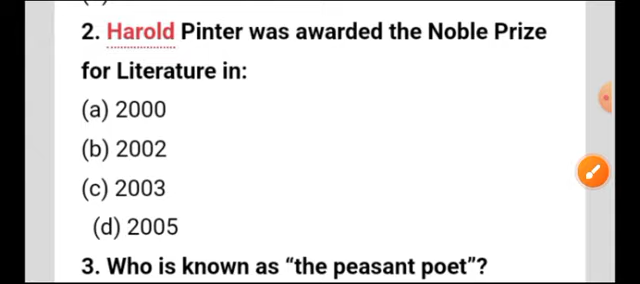 2. Harold Pinter was awarded the Noble Prize
for Literature in:
(a) 2000
(b) 2002
(c) 2003
(d) 2005
3. Who is known as “the peasant poet”?